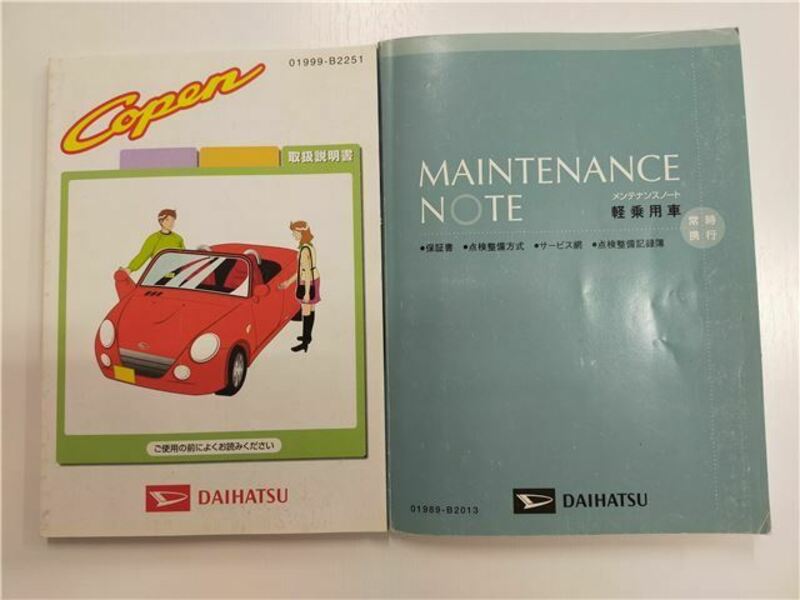 01999-B2251
Copen
取扱説明書
ご使用の前によくお読みください
DAIHATSU
MAINTENANCE
NOTE
メンテナンスノート
軽乗用車
常時
携行
●保証書 ●点検整備方式 ●サービス網 ●点検整備記録簿
01989-B2013
DAIHATSU